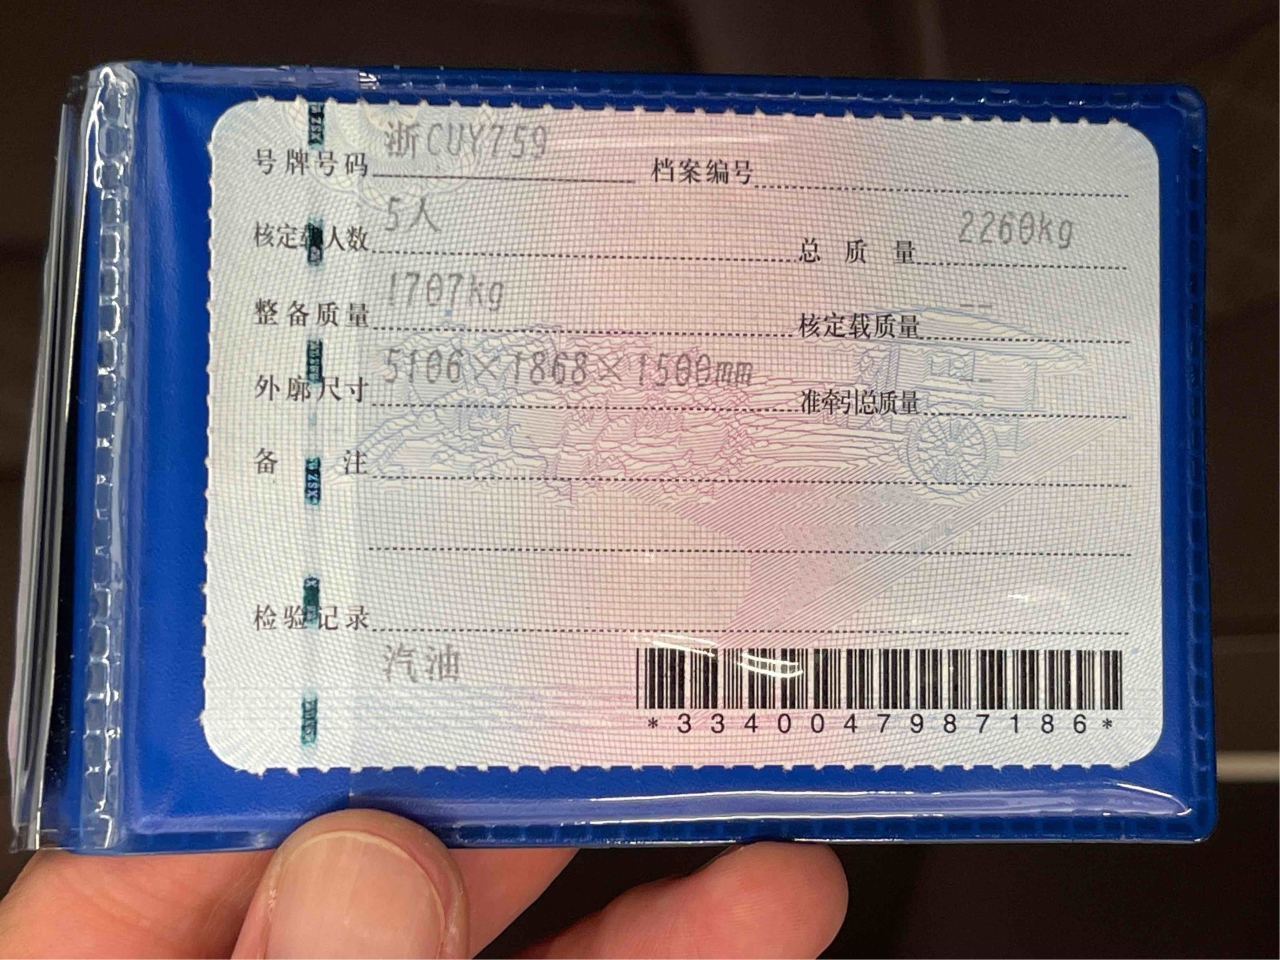 号牌号码 浙CUY759 档案编号
核定载人数 5人 总质量 2260kg
整备质量 1707kg 核定载质量 --
外廓尺寸 5106×1868×1500mm 准牵引总质量 --
备注
检验记录
汽油
*3340047987186*